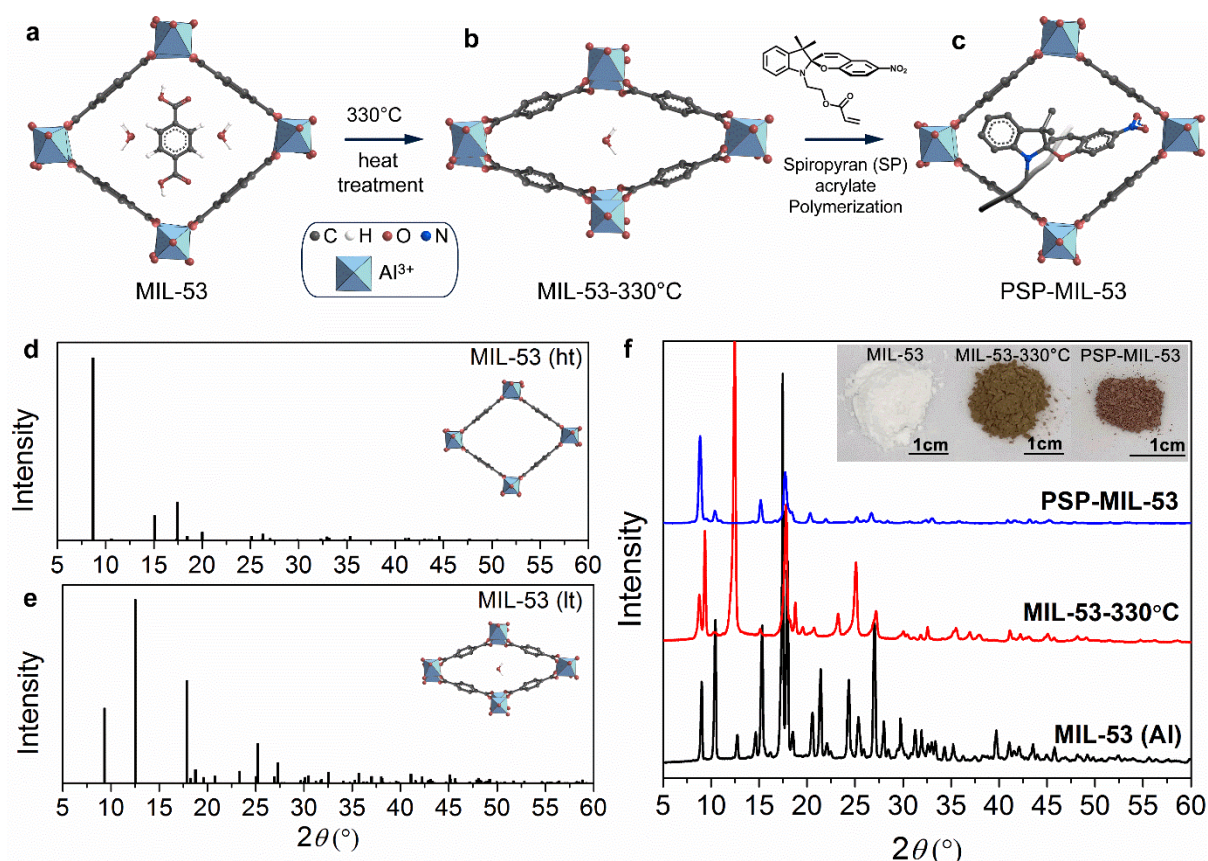 a
b
c
330°C
heat
treatment
NO₂
N
O
O
O
Spiropyran (SP)
acrylate
Polymerization
C H O N
Al³⁺
MIL-53
MIL-53-330°C
PSP-MIL-53
d
MIL-53 (ht)
Intensity
5 10 15 20 25 30 35 40 45 50 55 60
e
MIL-53 (lt)
Intensity
5 10 15 20 25 30 35 40 45 50 55 60
2θ(°)
f
MIL-53 MIL-53-330°C PSP-MIL-53
1cm 1cm 1cm
PSP-MIL-53
MIL-53-330°C
MIL-53 (Al)
Intensity
5 10 15 20 25 30 35 40 45 50 55 60
2θ(°)